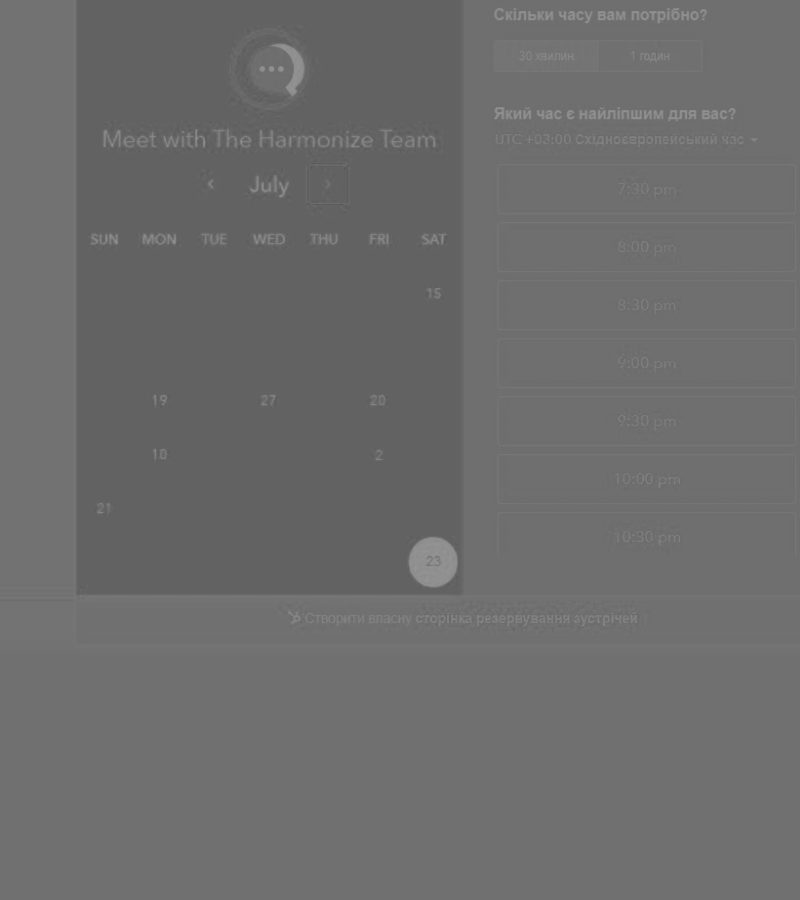 Meet with The Harmonize Team
July
SUN MON TUE WED THU FRI SAT
15
19 27 20
10 2
21
23
Скільки часу вам потрібно?
30 хвилин 1 годин
Який час є найліпшим для вас?
UTC +03:00 Східноєвропейський час
7:30 pm
8:00 pm
8:30 pm
9:00 pm
9:30 pm
10:00 pm
10:30 pm
Створити власну сторінка резервування зустрічей